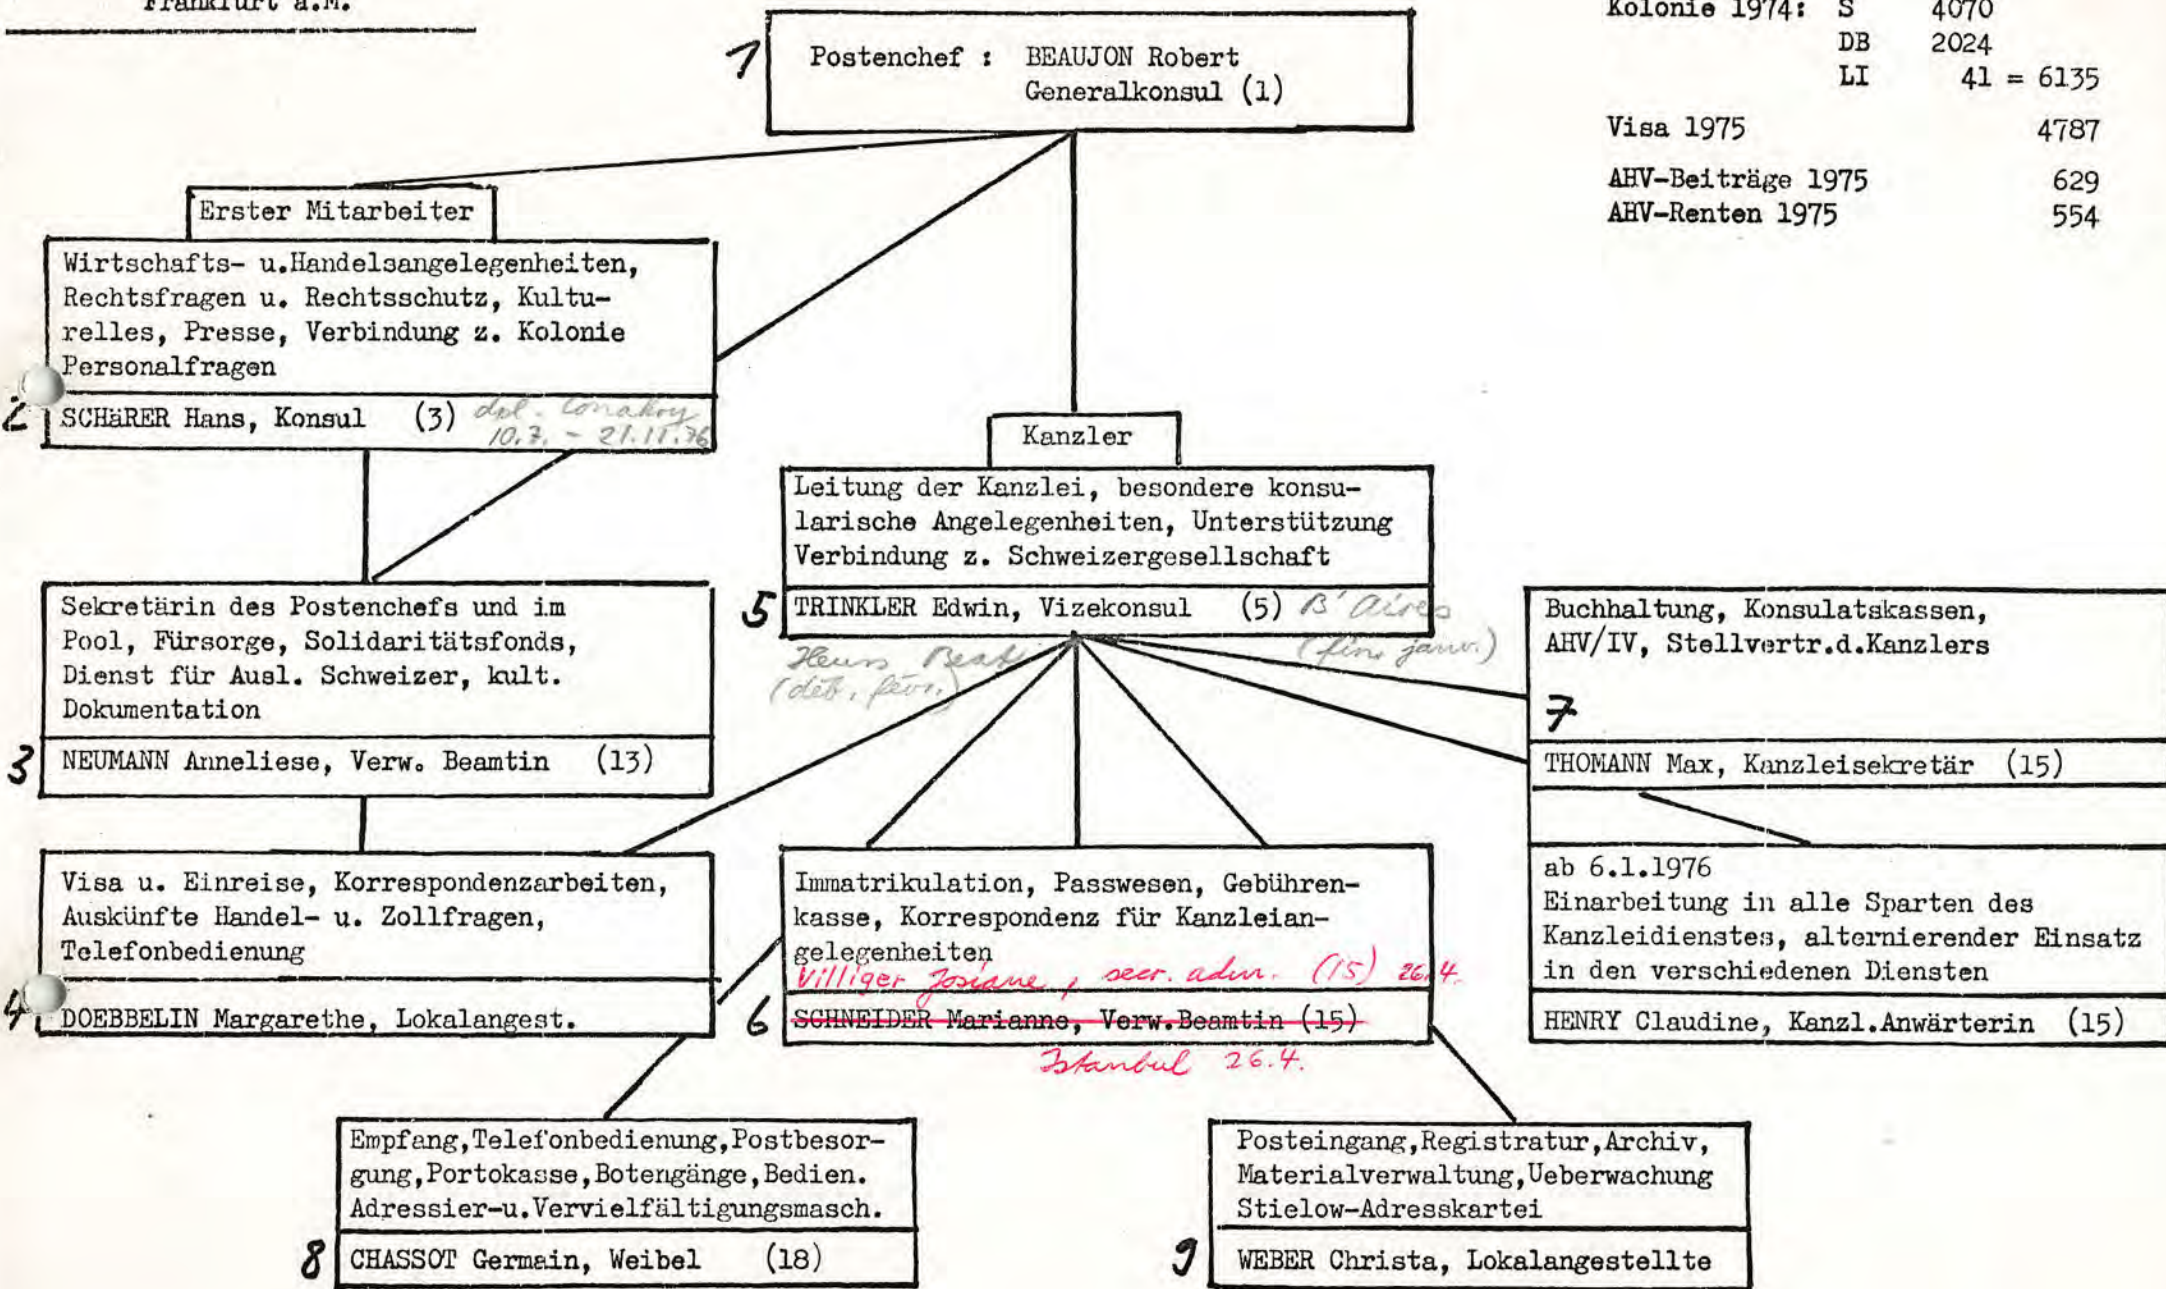 Frankfurt a.M.
Kolonie 1974: S 4070
DB 2024
LI 41 = 6135
Visa 1975 4787
AHV-Beiträge 1975 629
AHV-Renten 1975 554
1
Postenchef : BEAUJON Robert
Generalkonsul (1)
Erster Mitarbeiter
Wirtschafts- u.Handelsangelegenheiten,
Rechtsfragen u. Rechtsschutz, Kultu-
relles, Presse, Verbindung z. Kolonie
Personalfragen
2
SCHäRER Hans, Konsul (3) Conakry
10.7. - 21.11.76
Kanzler
Leitung der Kanzlei, besondere konsu-
larische Angelegenheiten, Unterstützung
Verbindung z. Schweizergesellschaft
5
TRINKLER Edwin, Vizekonsul (5) B'Aires
(fin janv.)
Beat
(déb. févr.)
Sekretärin des Postenchefs und im
Pool, Fürsorge, Solidaritätsfonds,
Dienst für Ausl. Schweizer, kult.
Dokumentation
3
NEUMANN Anneliese, Verw. Beamtin (13)
Buchhaltung, Konsulatskassen,
AHV/IV, Stellvertr.d.Kanzlers
7
THOMANN Max, Kanzleisekretär (15)
Visa u. Einreise, Korrespondenzarbeiten,
Auskünfte Handel- u. Zollfragen,
Telefonbedienung
4
DOEBBELIN Margarethe, Lokalangest.
Immatrikulation, Passwesen, Gebühren-
kasse, Korrespondenz für Kanzleian-
gelegenheiten
Villiger Josiane, secr. adm. (15) 26.4.
6
SCHNEIDER Marianne, Verw.Beamtin (15)
Istanbul 26.4.
ab 6.1.1976
Einarbeitung in alle Sparten des
Kanzleidienstes, alternierender Einsatz
in den verschiedenen Diensten
HENRY Claudine, Kanzl.Anwärterin (15)
Empfang,Telefonbedienung,Postbesor-
gung,Portokasse,Botengänge,Bedien.
Adressier-u.Vervielfältigungsmasch.
8
CHASSOT Germain, Weibel (18)
Posteingang,Registratur,Archiv,
Materialverwaltung,Ueberwachung
Stielow-Adresskartei
9
WEBER Christa, Lokalangestellte